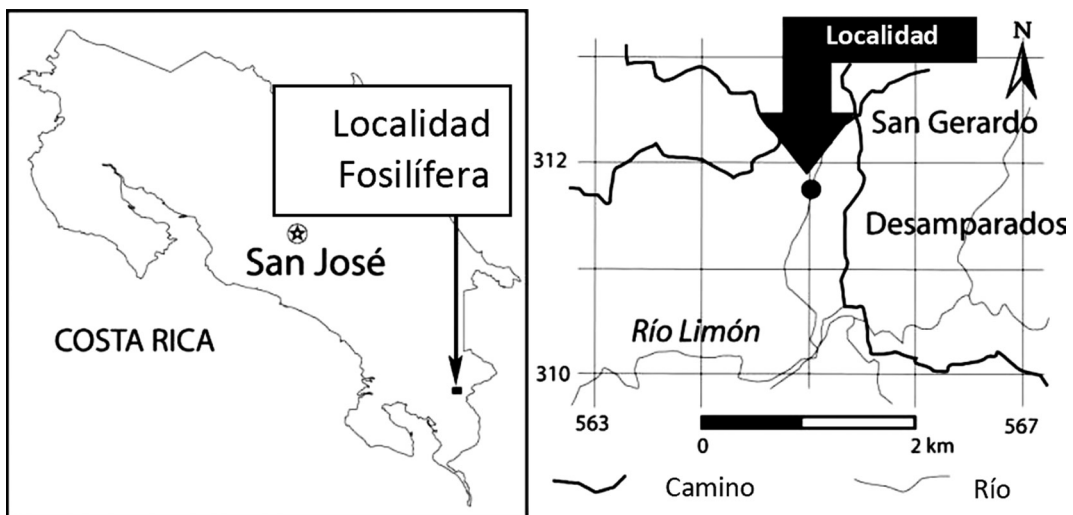 Localidad
Fosilífera
San José
COSTA RICA
Localidad
N
San Gerardo
312
Desamparados
Río Limón
310
563
567
0
2 km
Camino
Río